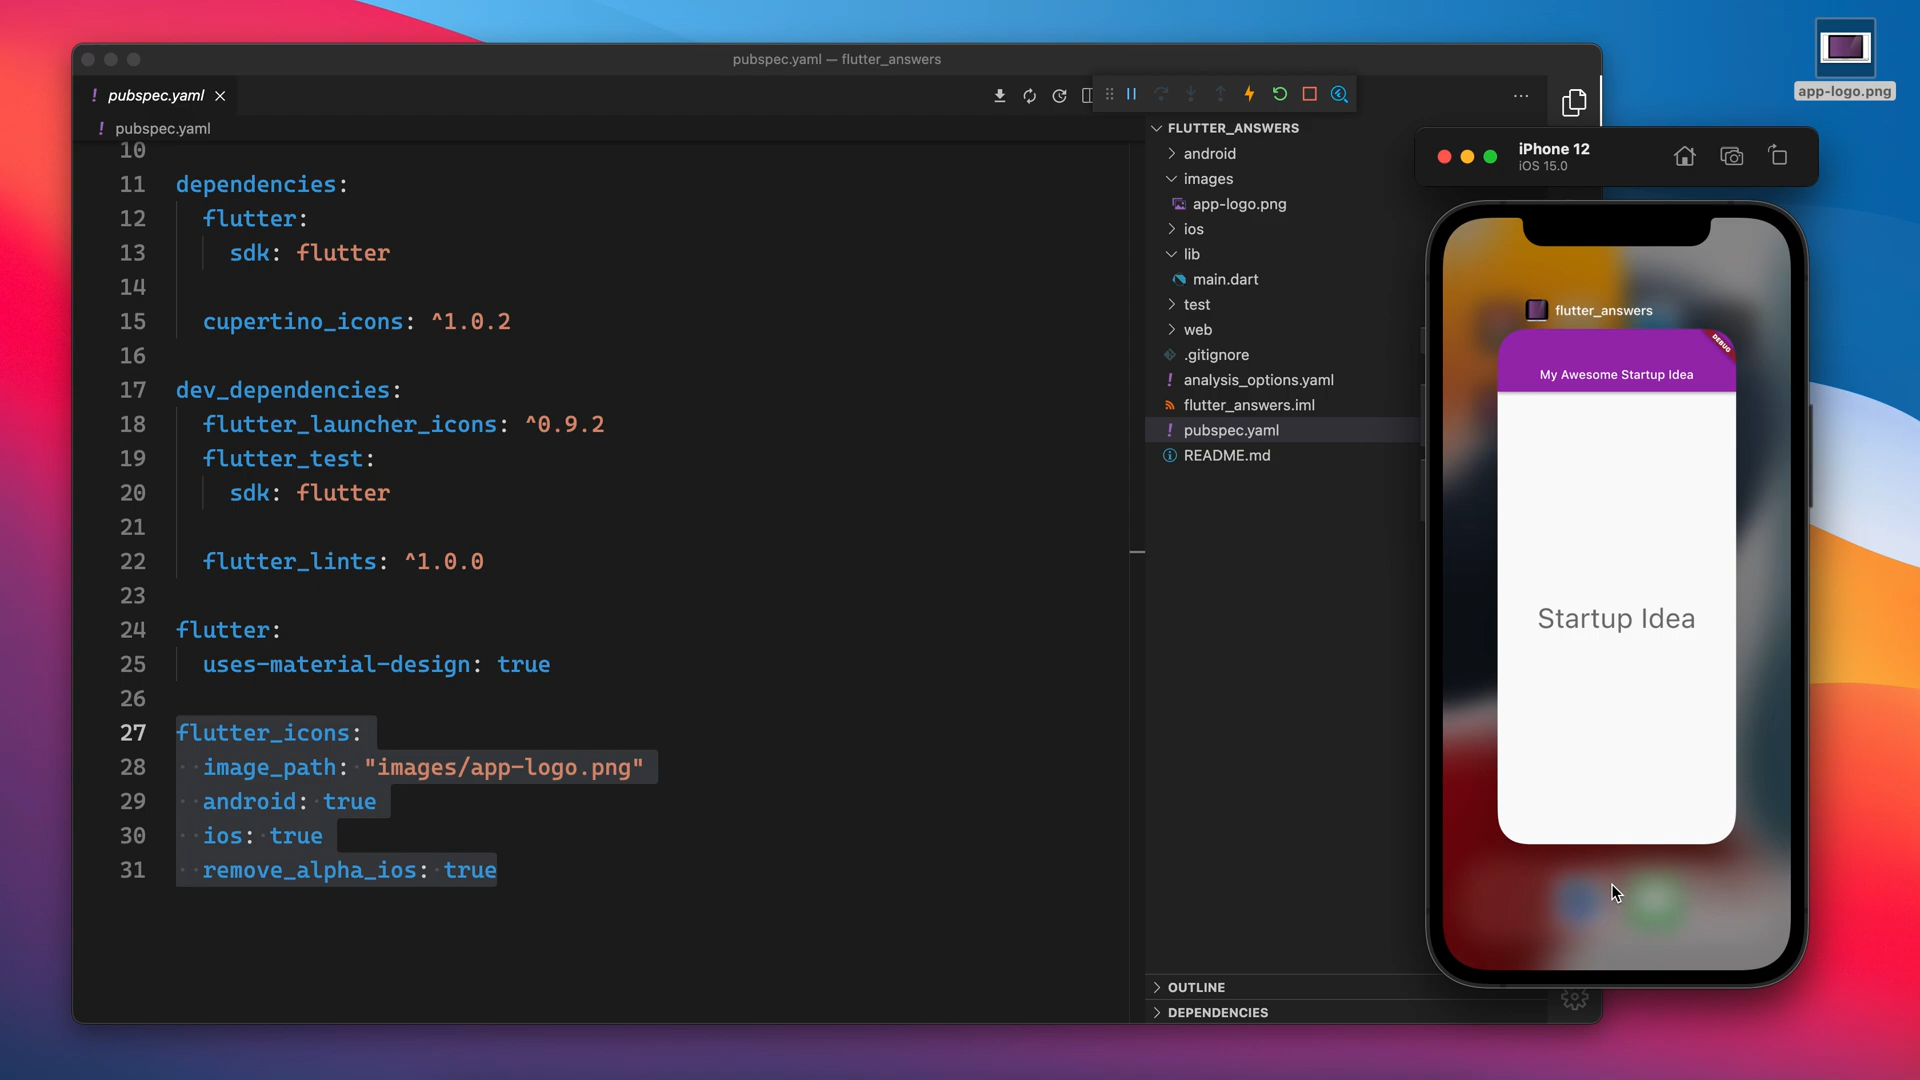 pubspec.yaml — flutter_answers
app-logo.png
! pubspec.yaml
! pubspec.yaml
10
11 dependencies:
12 flutter:
13 sdk: flutter
14
15 cupertino_icons: ^1.0.2
16
17 dev_dependencies:
18 flutter_launcher_icons: ^0.9.2
19 flutter_test:
20 sdk: flutter
21
22 flutter_lints: ^1.0.0
23
24 flutter:
25 uses-material-design: true
26
27 flutter_icons:
28 image_path: "images/app-logo.png"
29 android: true
30 ios: true
31 remove_alpha_ios: true
FLUTTER_ANSWERS
android
images
app-logo.png
ios
lib
main.dart
test
web
.gitignore
! analysis_options.yaml
flutter_answers.iml
! pubspec.yaml
README.md
OUTLINE
DEPENDENCIES
iPhone 12
iOS 15.0
flutter_answers
DEBUG
My Awesome Startup Idea
Startup Idea